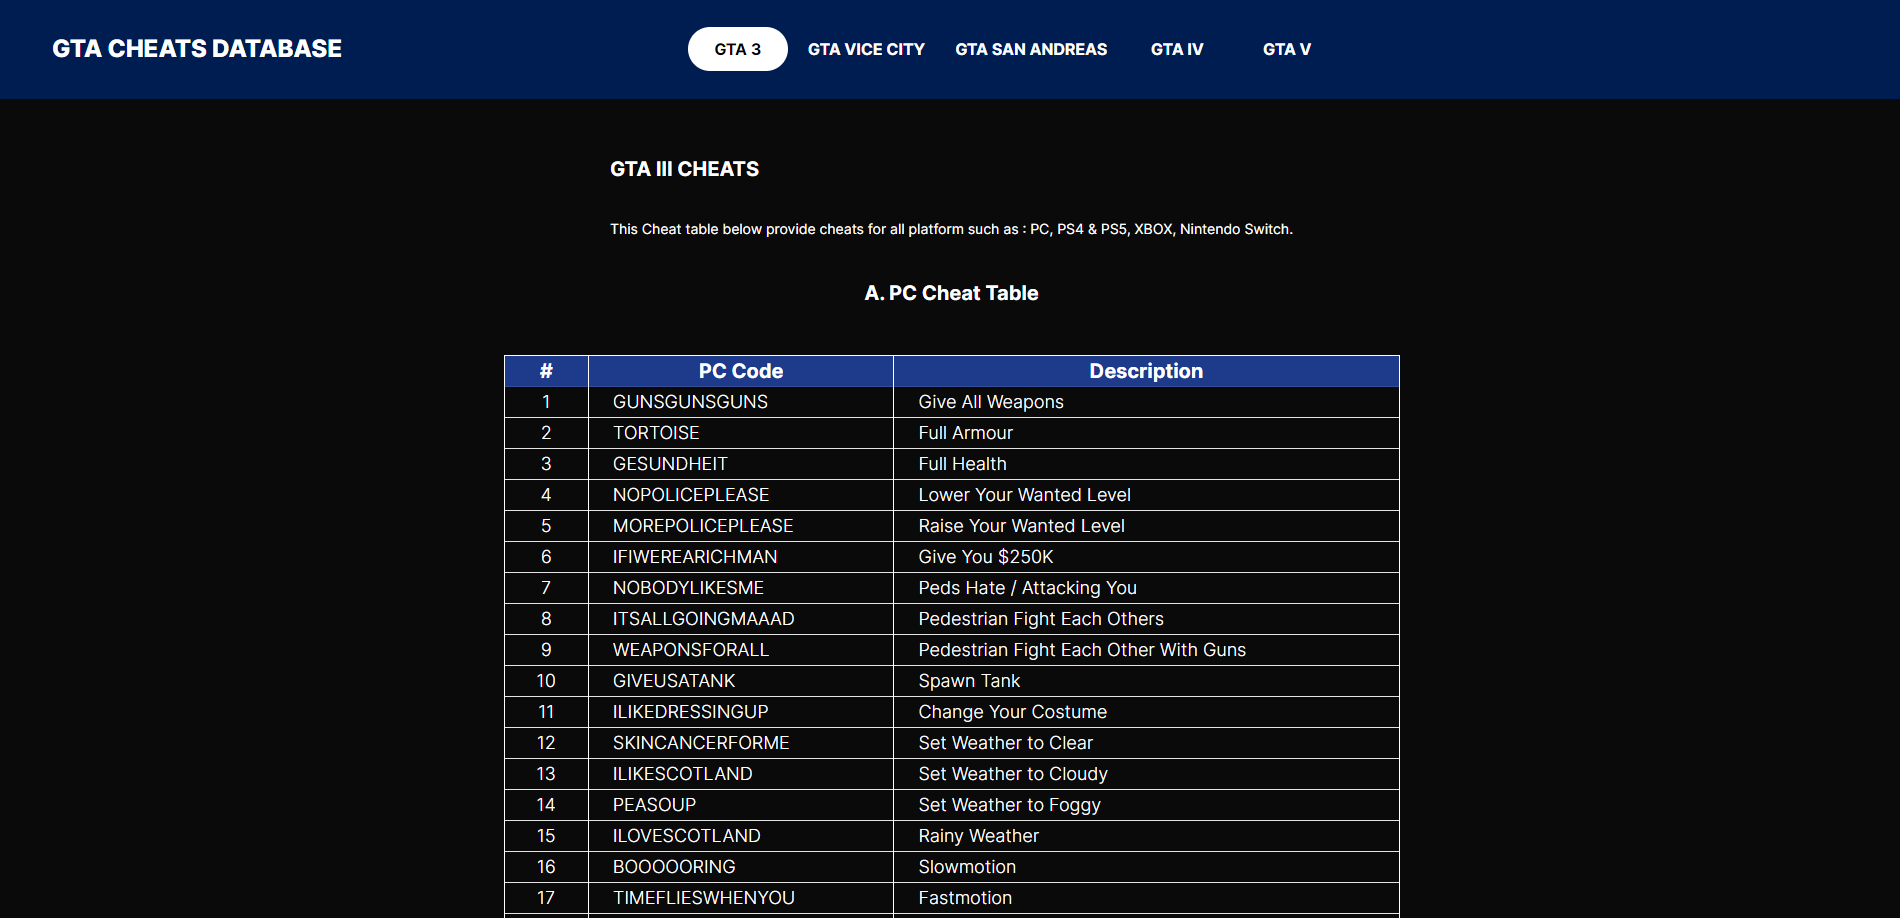 GTA CHEATS DATABASE
GTA 3 GTA VICE CITY GTA SAN ANDREAS GTA IV GTA V
GTA III CHEATS
This Cheat table below provide cheats for all platform such as : PC, PS4 & PS5, XBOX, Nintendo Switch.
A. PC Cheat Table
# PC Code Description
1 GUNSGUNSGUNS Give All Weapons
2 TORTOISE Full Armour
3 GESUNDHEIT Full Health
4 NOPOLICEPLEASE Lower Your Wanted Level
5 MOREPOLICEPLEASE Raise Your Wanted Level
6 IFIWEREARICHMAN Give You $250K
7 NOBODYLIKESME Peds Hate / Attacking You
8 ITSALLGOINGMAAAD Pedestrian Fight Each Others
9 WEAPONSFORALL Pedestrian Fight Each Other With Guns
10 GIVEUSATANK Spawn Tank
11 ILIKEDRESSINGUP Change Your Costume
12 SKINCANCERFORME Set Weather to Clear
13 ILIKESCOTLAND Set Weather to Cloudy
14 PEASOUP Set Weather to Foggy
15 ILOVESCOTLAND Rainy Weather
16 BOOOOORING Slowmotion
17 TIMEFLIESWHENYOU Fastmotion